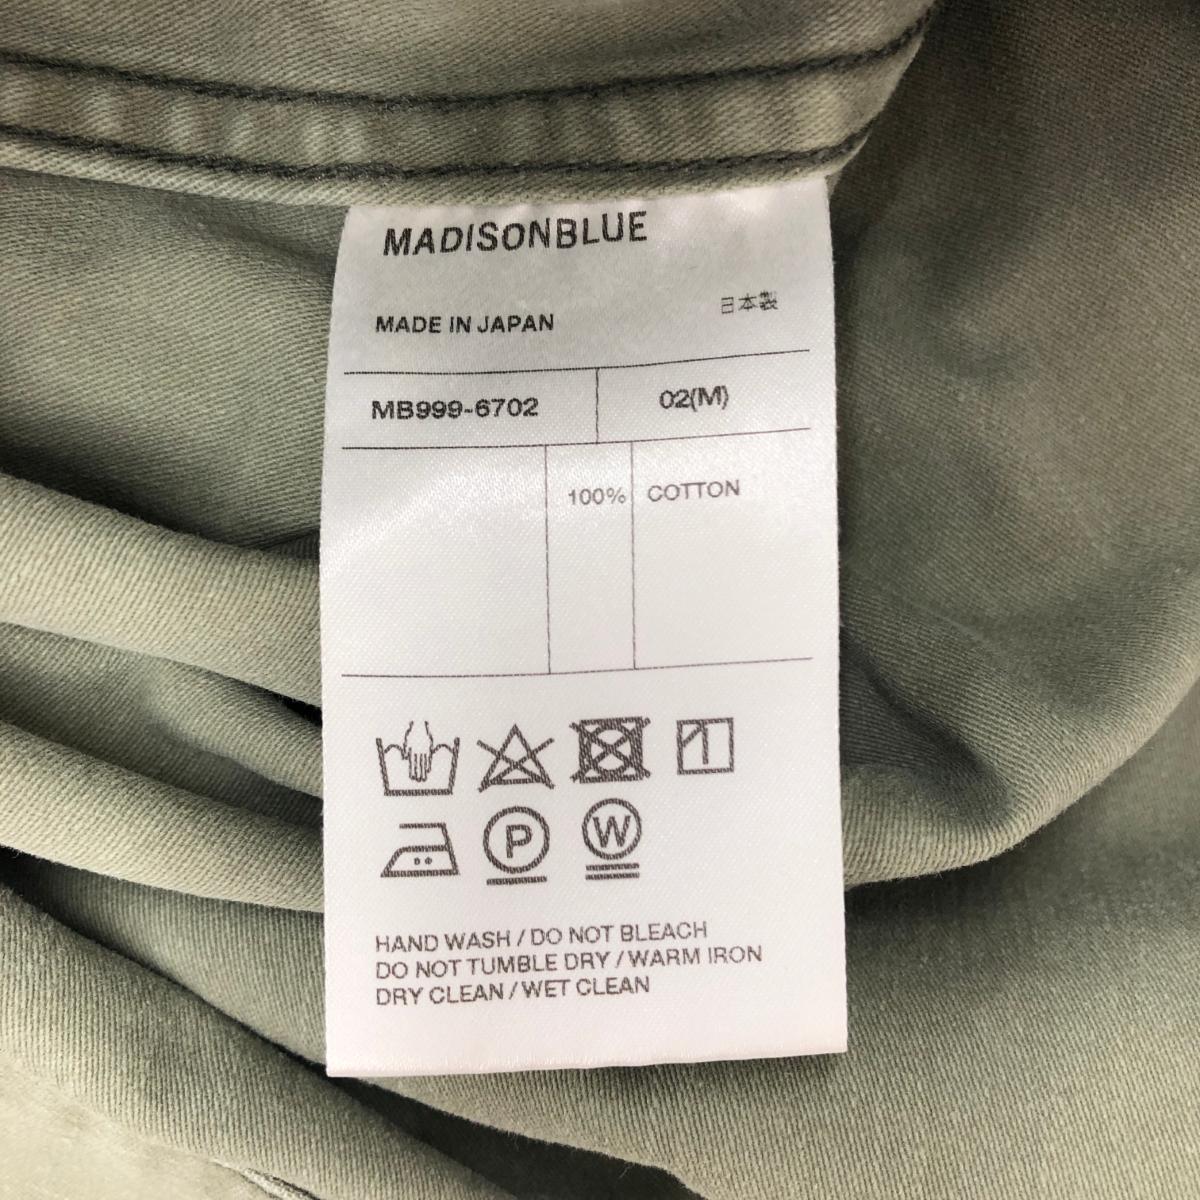 MADISONBLUE
MADE IN JAPAN 日本製
MB999-6702 02(M)
100% COTTON
P W
HAND WASH / DO NOT BLEACH
DO NOT TUMBLE DRY / WARM IRON
DRY CLEAN / WET CLEAN